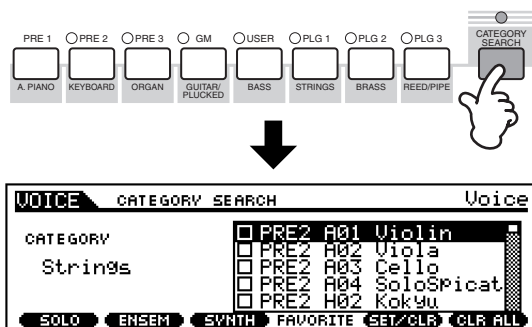 PRE 1 PRE 2 PRE 3 GM USER PLG 1 PLG 2 PLG 3 CATEGORY SEARCH
A. PIANO KEYBOARD ORGAN GUITAR/PLUCKED BASS STRINGS BRASS REED/PIPE
VOICE CATEGORY SEARCH Voice
CATEGORY
Strings
PRE2 A01 Violin
PRE2 A02 Viola
PRE2 A03 Cello
PRE2 A04 SoloSpicat
PRE2 H02 Kokyu
SOLO ENSEM SYNTH FAVORITE SET/CLR CLR ALL